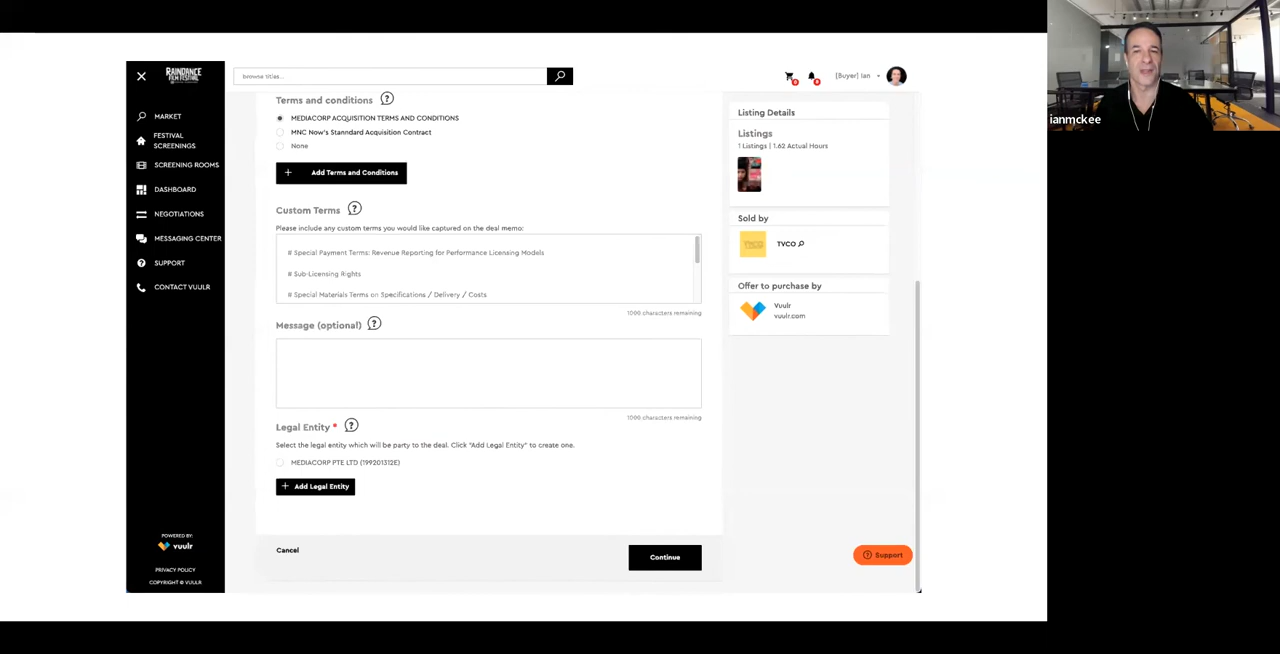 RAINDANCE
FILM FESTIVAL
browse titles...
0
0
[Buyer] Ian
MARKET
FESTIVAL
SCREENINGS
SCREENING ROOMS
DASHBOARD
NEGOTIATIONS
MESSAGING CENTER
SUPPORT
CONTACT VUULR
POWERED BY:
vuulr
PRIVACY POLICY
COPYRIGHT © VUULR
Terms and conditions ?
MEDIACORP ACQUISITION TERMS AND CONDITIONS
MNC Now's Stanndard Acquisition Contract
None
+ Add Terms and Conditions
Custom Terms ?
Please include any custom terms you would like captured on the deal memo:
# Special Payment Terms: Revenue Reporting for Performance Licensing Models
# Sub-Licensing Rights
# Special Materials Terms on Specifications / Delivery / Costs
1000 characters remaining
Message (optional) ?
1000 characters remaining
Legal Entity * ?
Select the legal entity which will be party to the deal. Click "Add Legal Entity" to create one.
MEDIACORP PTE LTD (199201312E)
+ Add Legal Entity
Cancel
Continue
Listing Details
Listings
1 Listings | 1.62 Actual Hours
Sold by
TVCO
TVCO
Offer to purchase by
Vuulr
vuulr.com
? Support
ianmckee